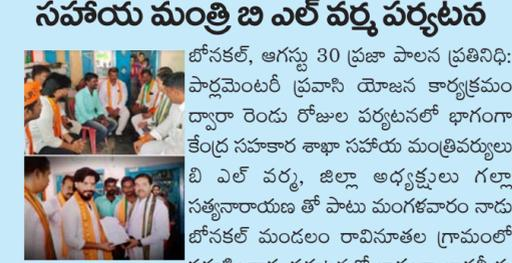 సహాయ మంత్రి బి ఎల్ వర్మ పర్యటన
బోనకల్, ఆగస్టు 30 ప్రజా పాలన ప్రతినిధి:
పార్లమెంటరీ ప్రవాసి యోజన కార్యక్రమం
ద్వారా రెండు రోజుల పర్యటనలో భాగంగా
కేంద్ర సహకార శాఖా సహాయ మంత్రివర్యులు
బి ఎల్ వర్మ, జిల్లా అధ్యక్షులు గల్లా
సత్యనారాయణ తో పాటు మంగళవారం నాడు
బోనకల్ మండలం రావినూతల గ్రామంలో